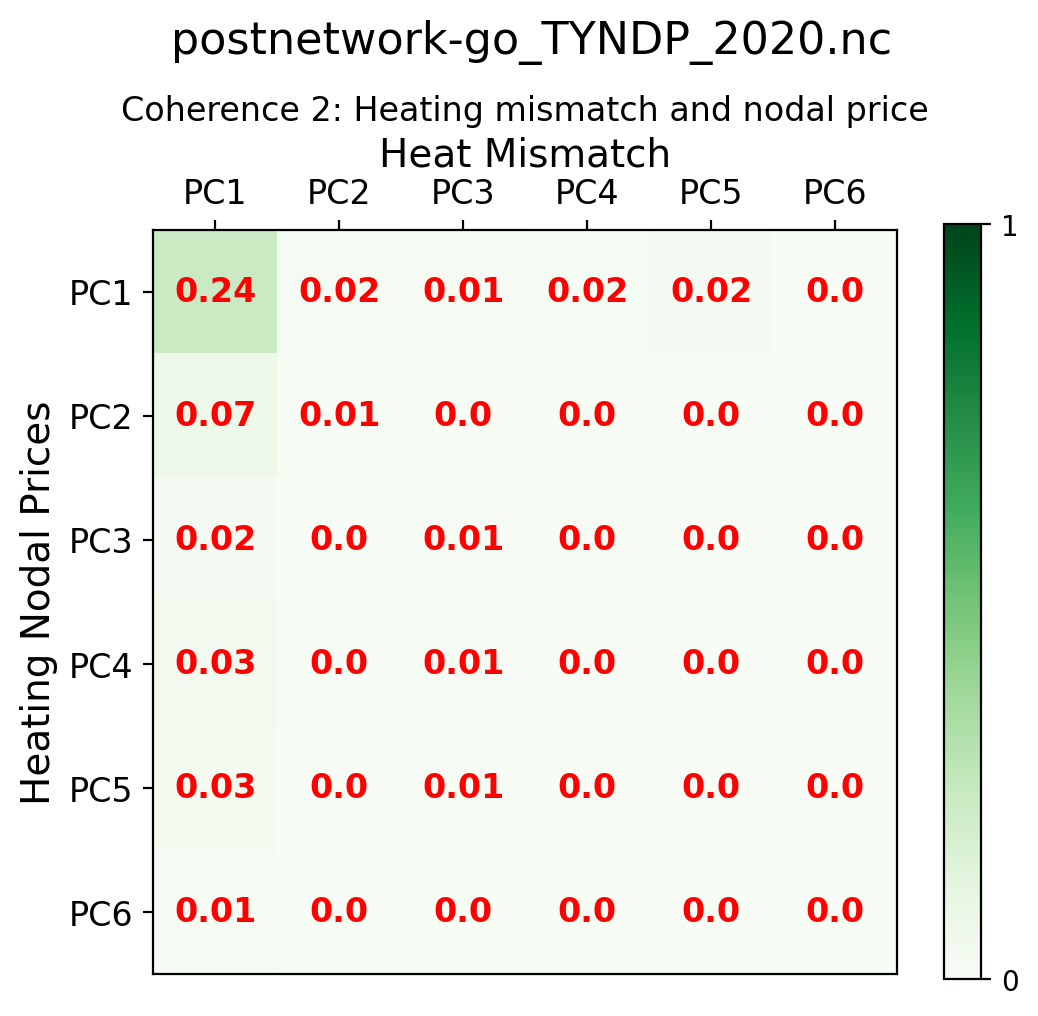 postnetwork-go_TYNDP_2020.nc
Coherence 2: Heating mismatch and nodal price
Heat Mismatch
PC1 PC2 PC3 PC4 PC5 PC6
1
PC1 0.24 0.02 0.01 0.02 0.02 0.0
PC2 0.07 0.01 0.0 0.0 0.0 0.0
PC3 0.02 0.0 0.01 0.0 0.0 0.0
PC4 0.03 0.0 0.01 0.0 0.0 0.0
PC5 0.03 0.0 0.01 0.0 0.0 0.0
PC6 0.01 0.0 0.0 0.0 0.0 0.0
0
Heating Nodal Prices